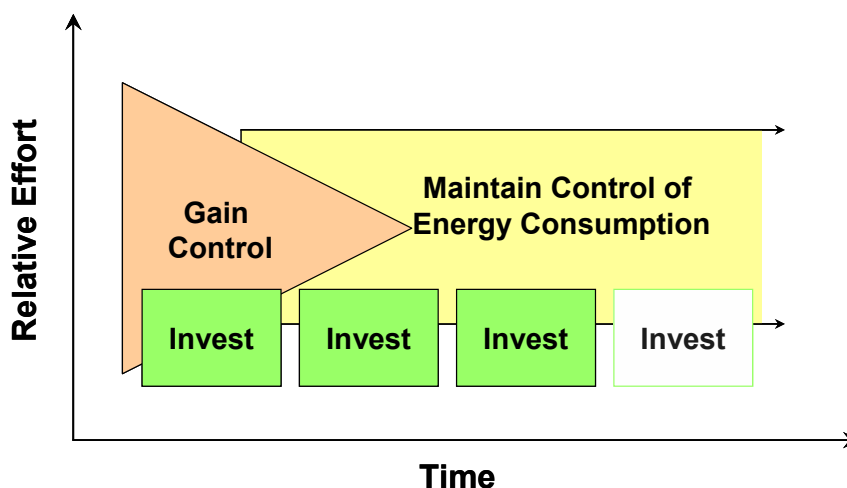 Relative Effort
Gain
Control
Maintain Control of
Energy Consumption
Invest
Invest
Invest
Invest
Time